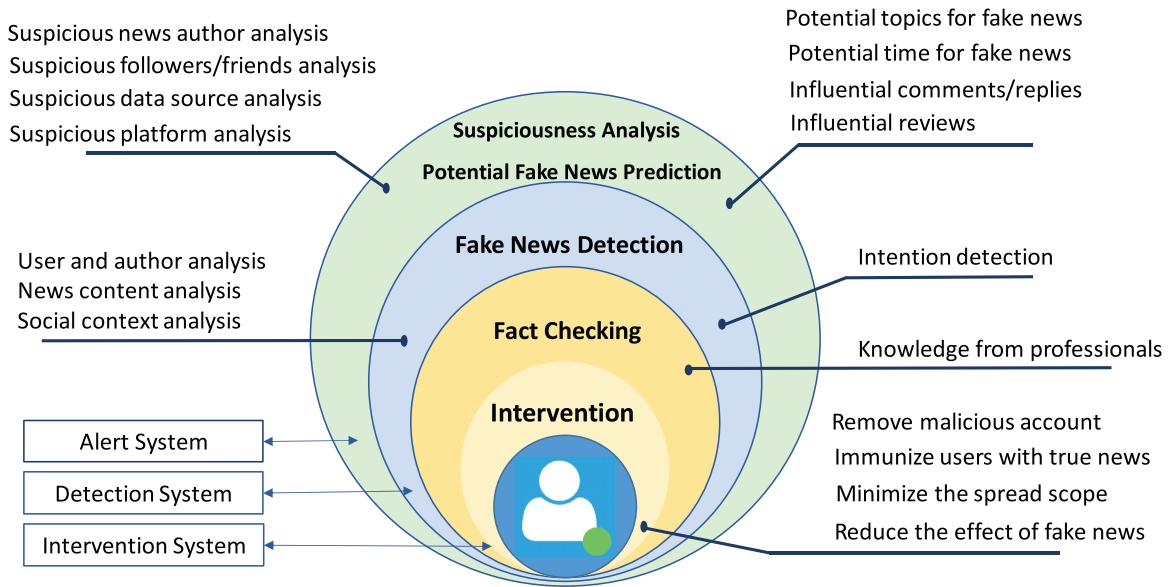 Suspicious news author analysis
Suspicious followers/friends analysis
Suspicious data source analysis
Suspicious platform analysis
Potential topics for fake news
Potential time for fake news
Influential comments/replies
Influential reviews
Suspiciousness Analysis
Potential Fake News Prediction
Fake News Detection
User and author analysis
News content analysis
Social context analysis
Intention detection
Fact Checking
Knowledge from professionals
Intervention
Remove malicious account
Immunize users with true news
Minimize the spread scope
Reduce the effect of fake news
Alert System
Detection System
Intervention System